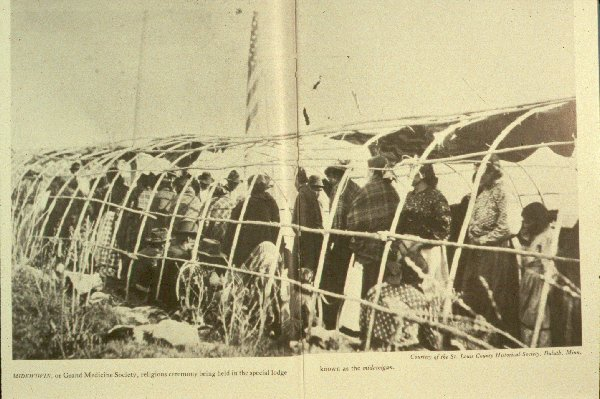 Courtesy of the St. Louis County Historical Society, Duluth, Minn.
MIDEWIWIN, or Grand Medicine Society, religious ceremony being held in the special lodge
known as the midewigan.